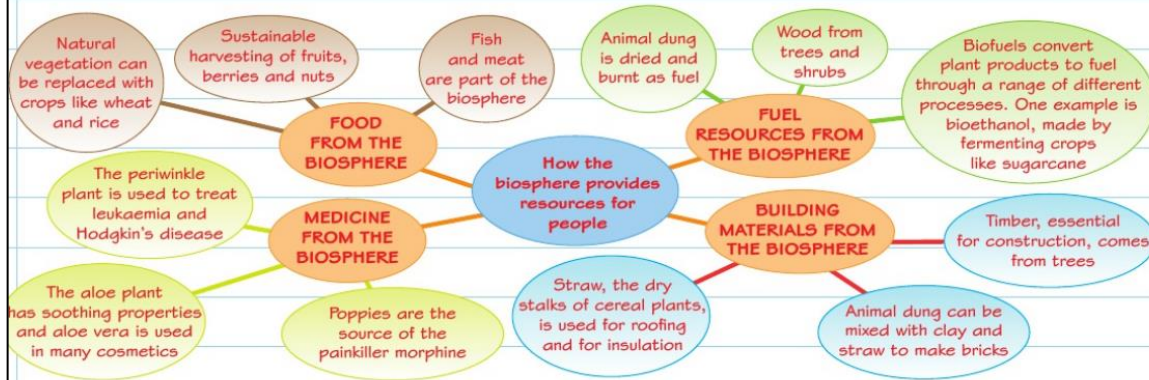 Natural
vegetation can
be replaced with
crops like wheat
and rice
Sustainable
harvesting of fruits,
berries and nuts
Fish
and meat
are part of the
biosphere
FOOD
FROM THE
BIOSPHERE
Animal dung
is dried and
burnt as fuel
Wood from
trees and
shrubs
Biofuels convert
plant products to fuel
through a range of different
processes. One example is
bioethanol, made by
fermenting crops
like sugarcane
FUEL
RESOURCES FROM
THE BIOSPHERE
How the
biosphere provides
resources for
people
The periwinkle
plant is used to treat
leukaemia and
Hodgkin's disease
MEDICINE
FROM THE
BIOSPHERE
The aloe plant
has soothing properties
and aloe vera is used
in many cosmetics
Poppies are the
source of the
painkiller morphine
BUILDING
MATERIALS FROM
THE BIOSPHERE
Timber, essential
for construction, comes
from trees
Straw, the dry
stalks of cereal plants,
is used for roofing
and for insulation
Animal dung can be
mixed with clay and
straw to make bricks